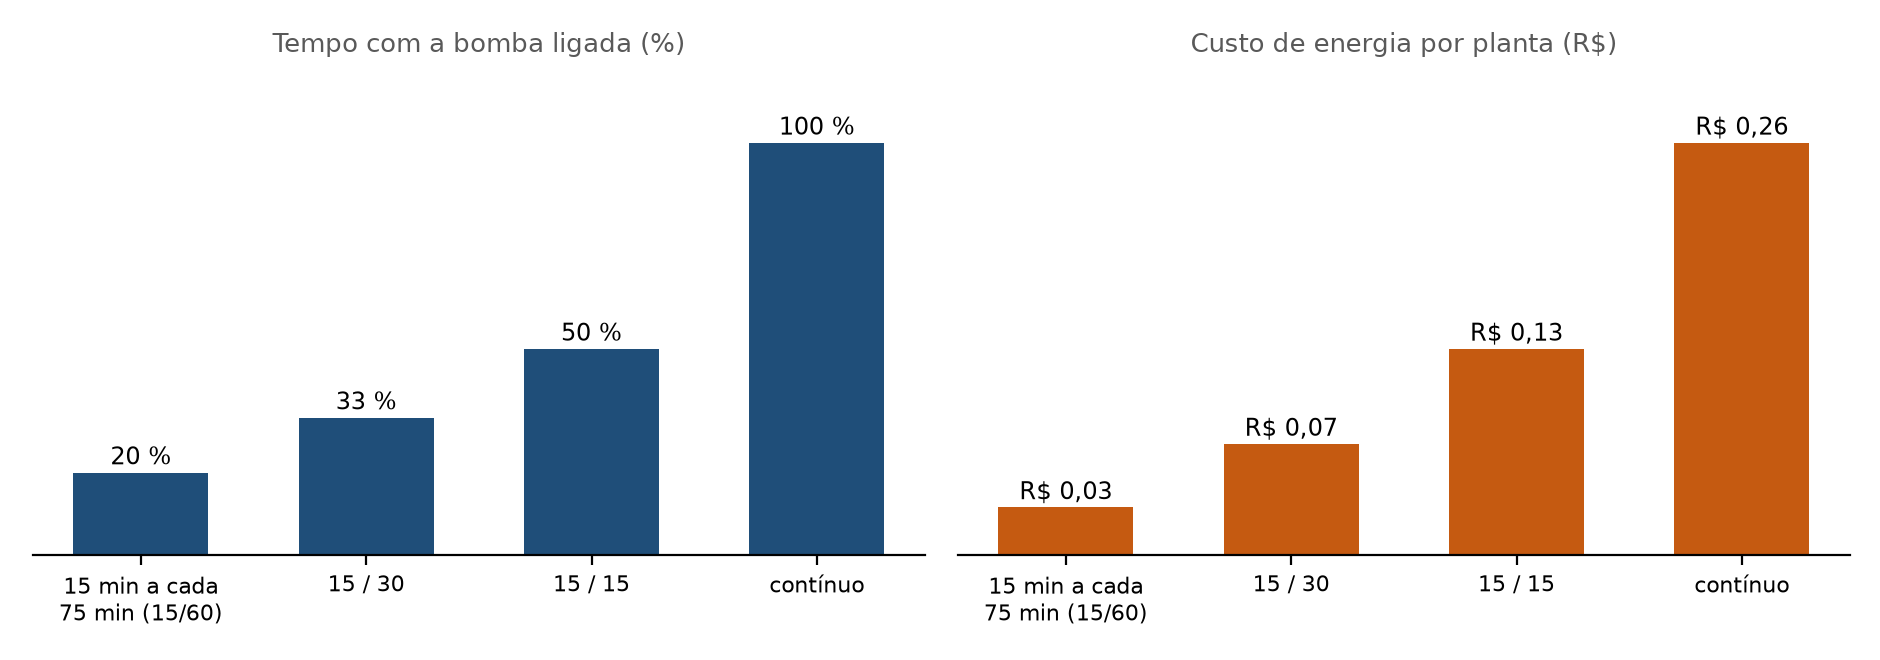 Tempo com a bomba ligada (%)
100 %
50 %
33 %
20 %
15 min a cada
75 min (15/60)
15 / 30
15 / 15
contínuo
Custo de energia por planta (R$)
R$ 0,26
R$ 0,13
R$ 0,07
R$ 0,03
15 min a cada
75 min (15/60)
15 / 30
15 / 15
contínuo